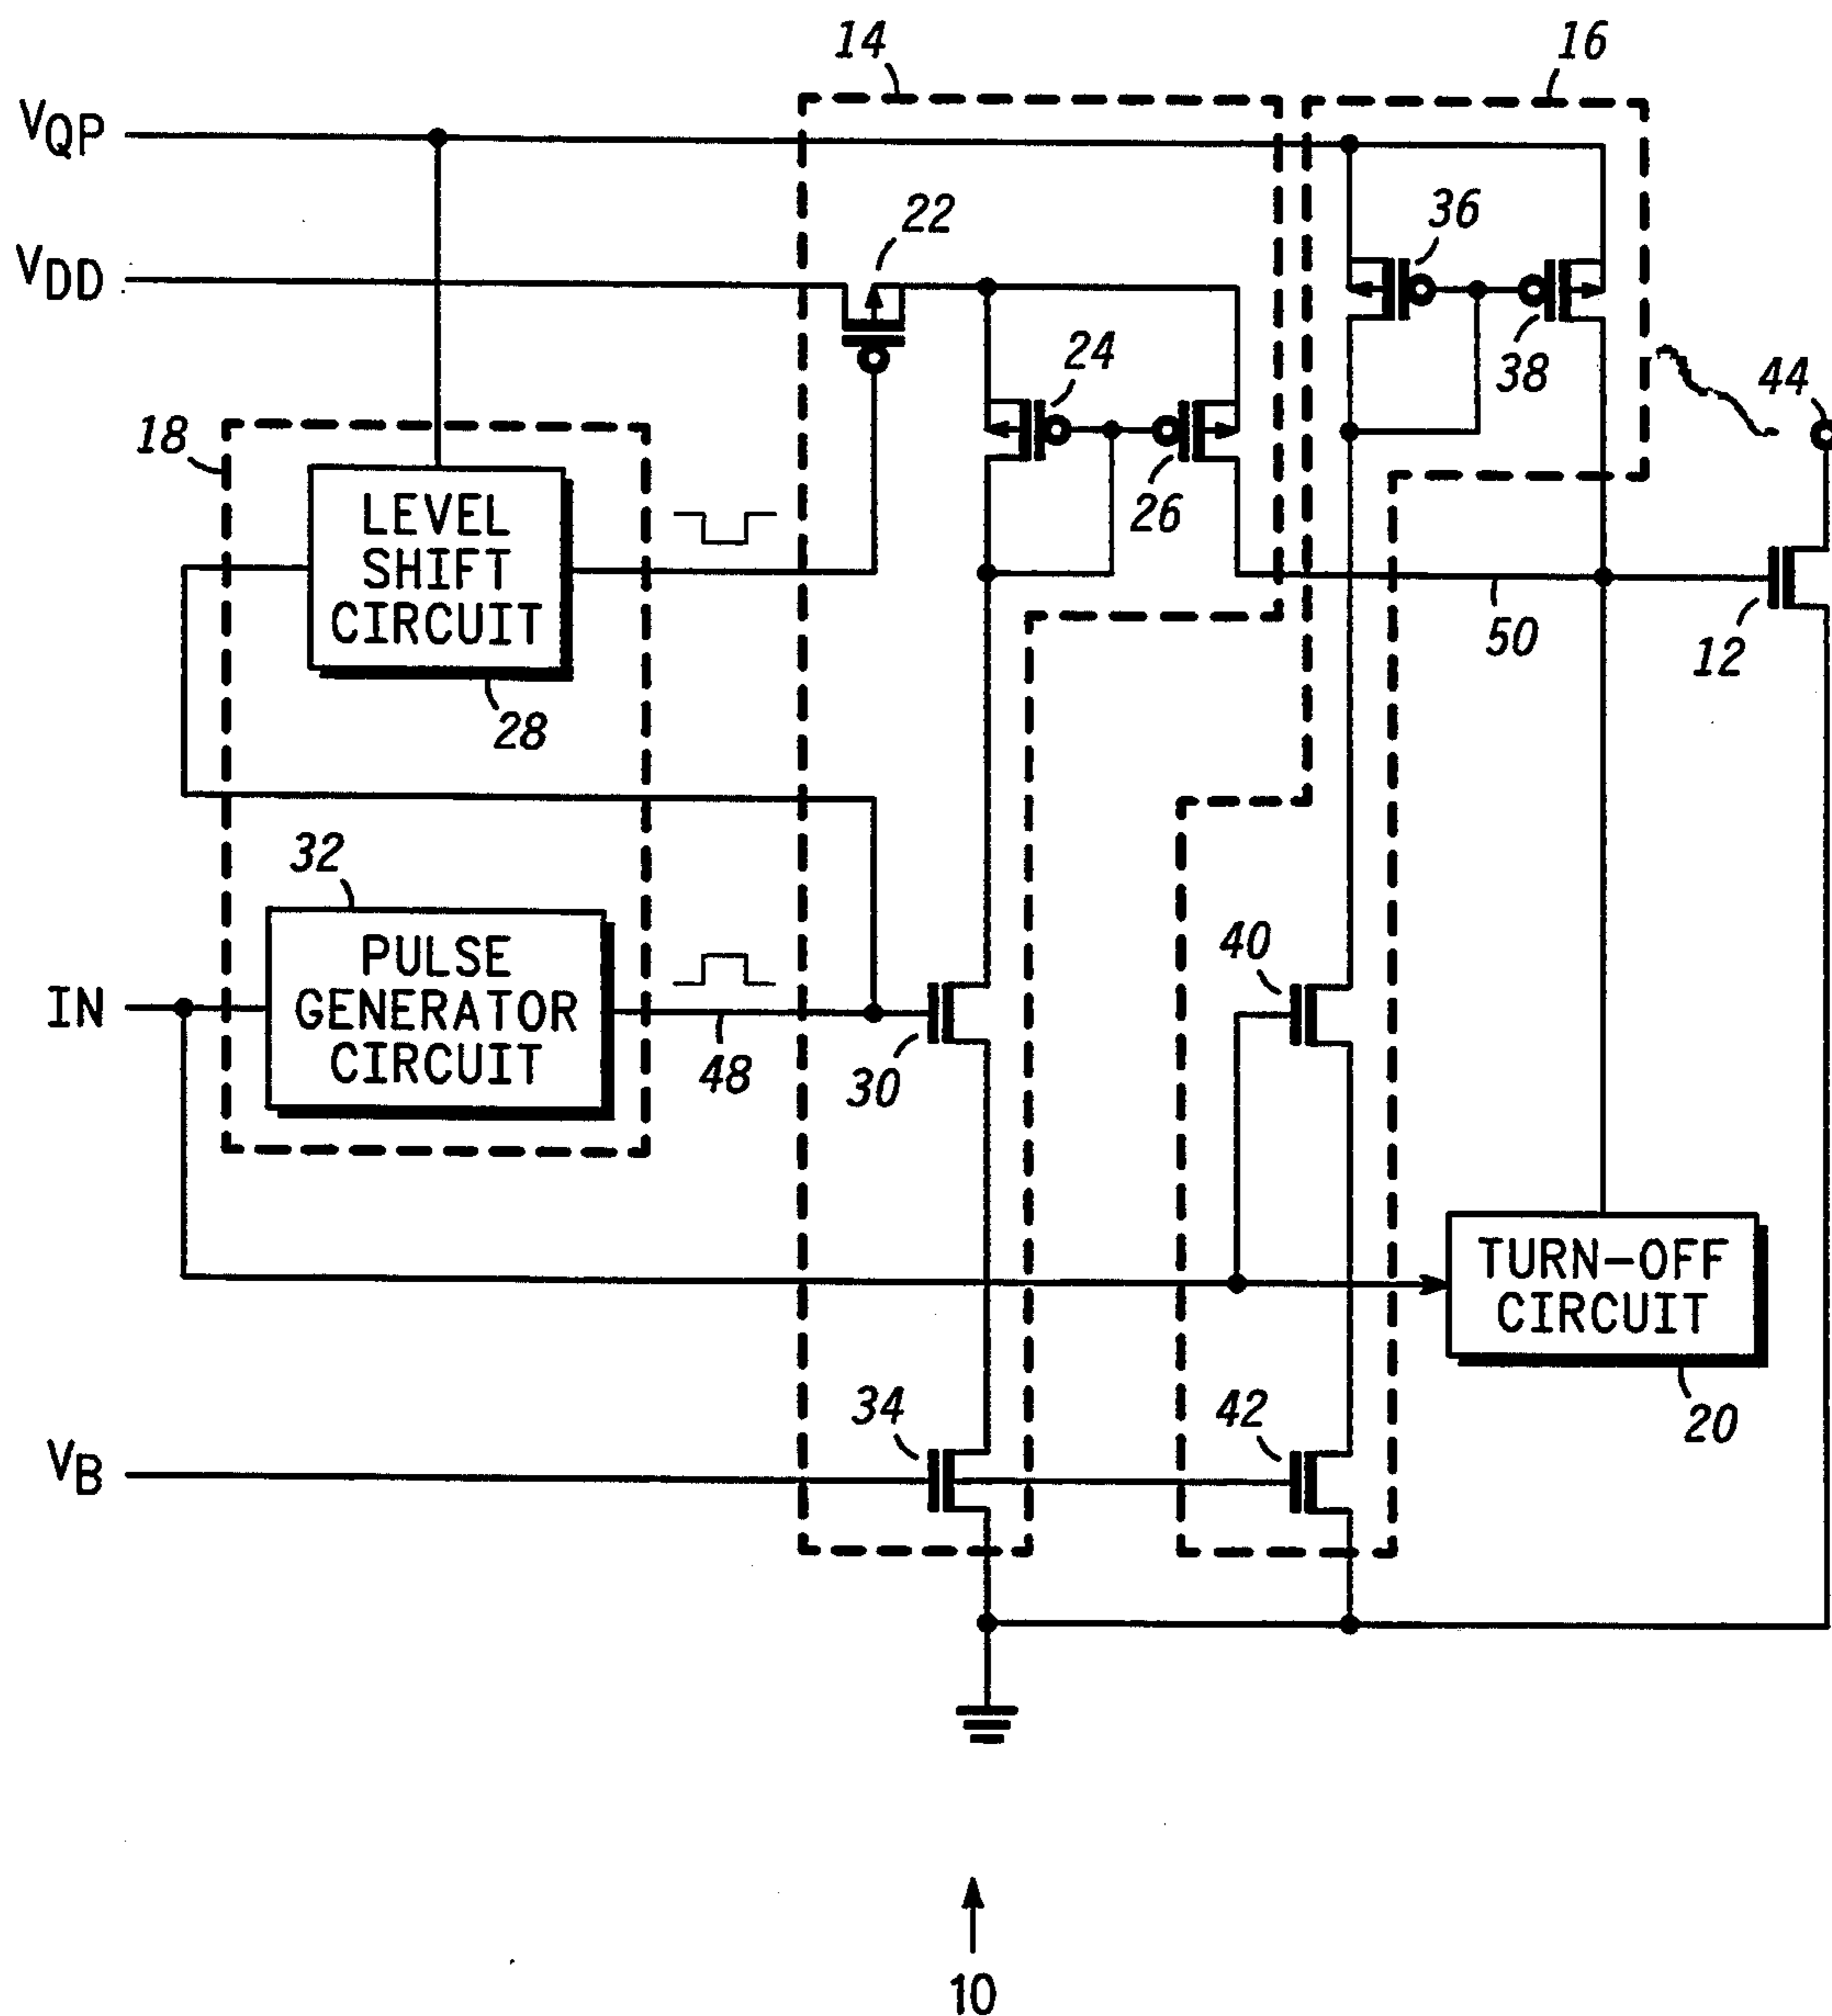 14
16
VQP
22
36
VDD
24
38
44
18
LEVEL
SHIFT
CIRCUIT
26
50
12
28
32
PULSE
GENERATOR
CIRCUIT
40
IN
48
30
TURN-OFF
CIRCUIT
34
42
20
VB
10